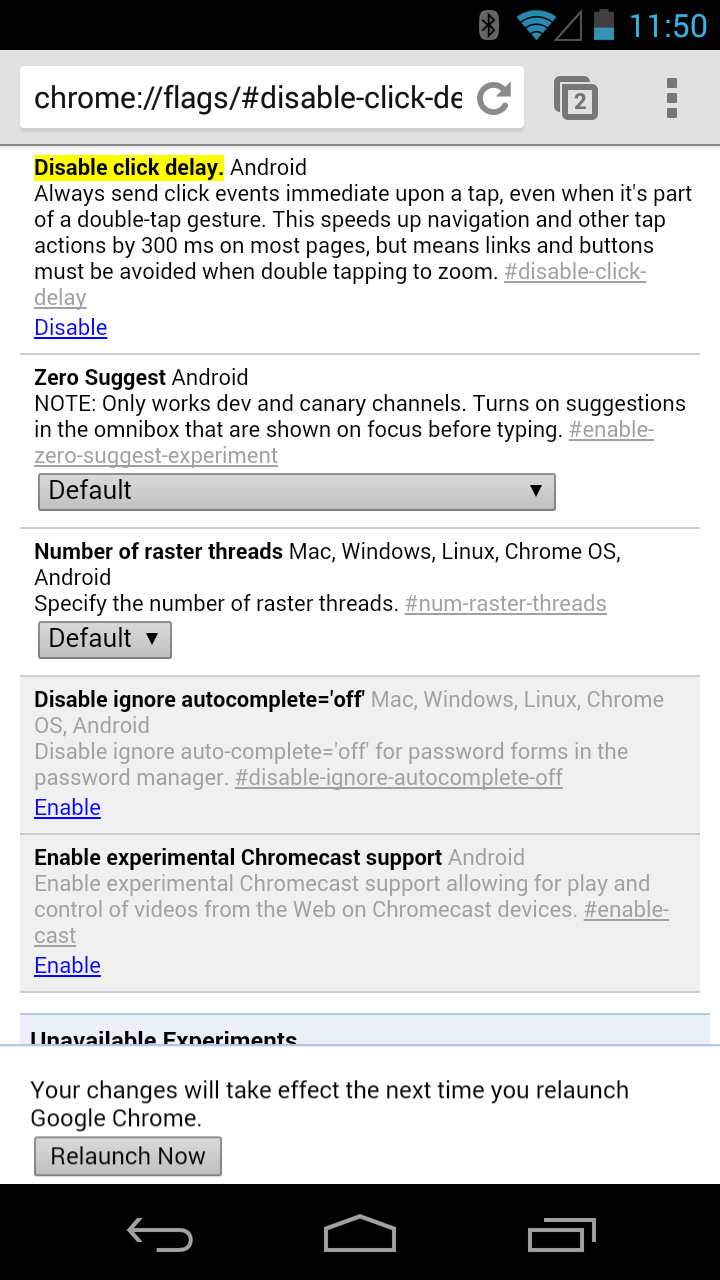 11:50
chrome://flags/#disable-click-de
2
Disable click delay. Android
Always send click events immediate upon a tap, even when it's part
of a double-tap gesture. This speeds up navigation and other tap
actions by 300 ms on most pages, but means links and buttons
must be avoided when double tapping to zoom. #disable-click-
delay
Disable
Zero Suggest Android
NOTE: Only works dev and canary channels. Turns on suggestions
in the omnibox that are shown on focus before typing. #enable-
zero-suggest-experiment
Default
Number of raster threads Mac, Windows, Linux, Chrome OS,
Android
Specify the number of raster threads. #num-raster-threads
Default
Disable ignore autocomplete='off' Mac, Windows, Linux, Chrome
OS, Android
Disable ignore auto-complete='off' for password forms in the
password manager. #disable-ignore-autocomplete-off
Enable
Enable experimental Chromecast support Android
Enable experimental Chromecast support allowing for play and
control of videos from the Web on Chromecast devices. #enable-
cast
Enable
Unavailable Experiments
Your changes will take effect the next time you relaunch
Google Chrome.
Relaunch Now